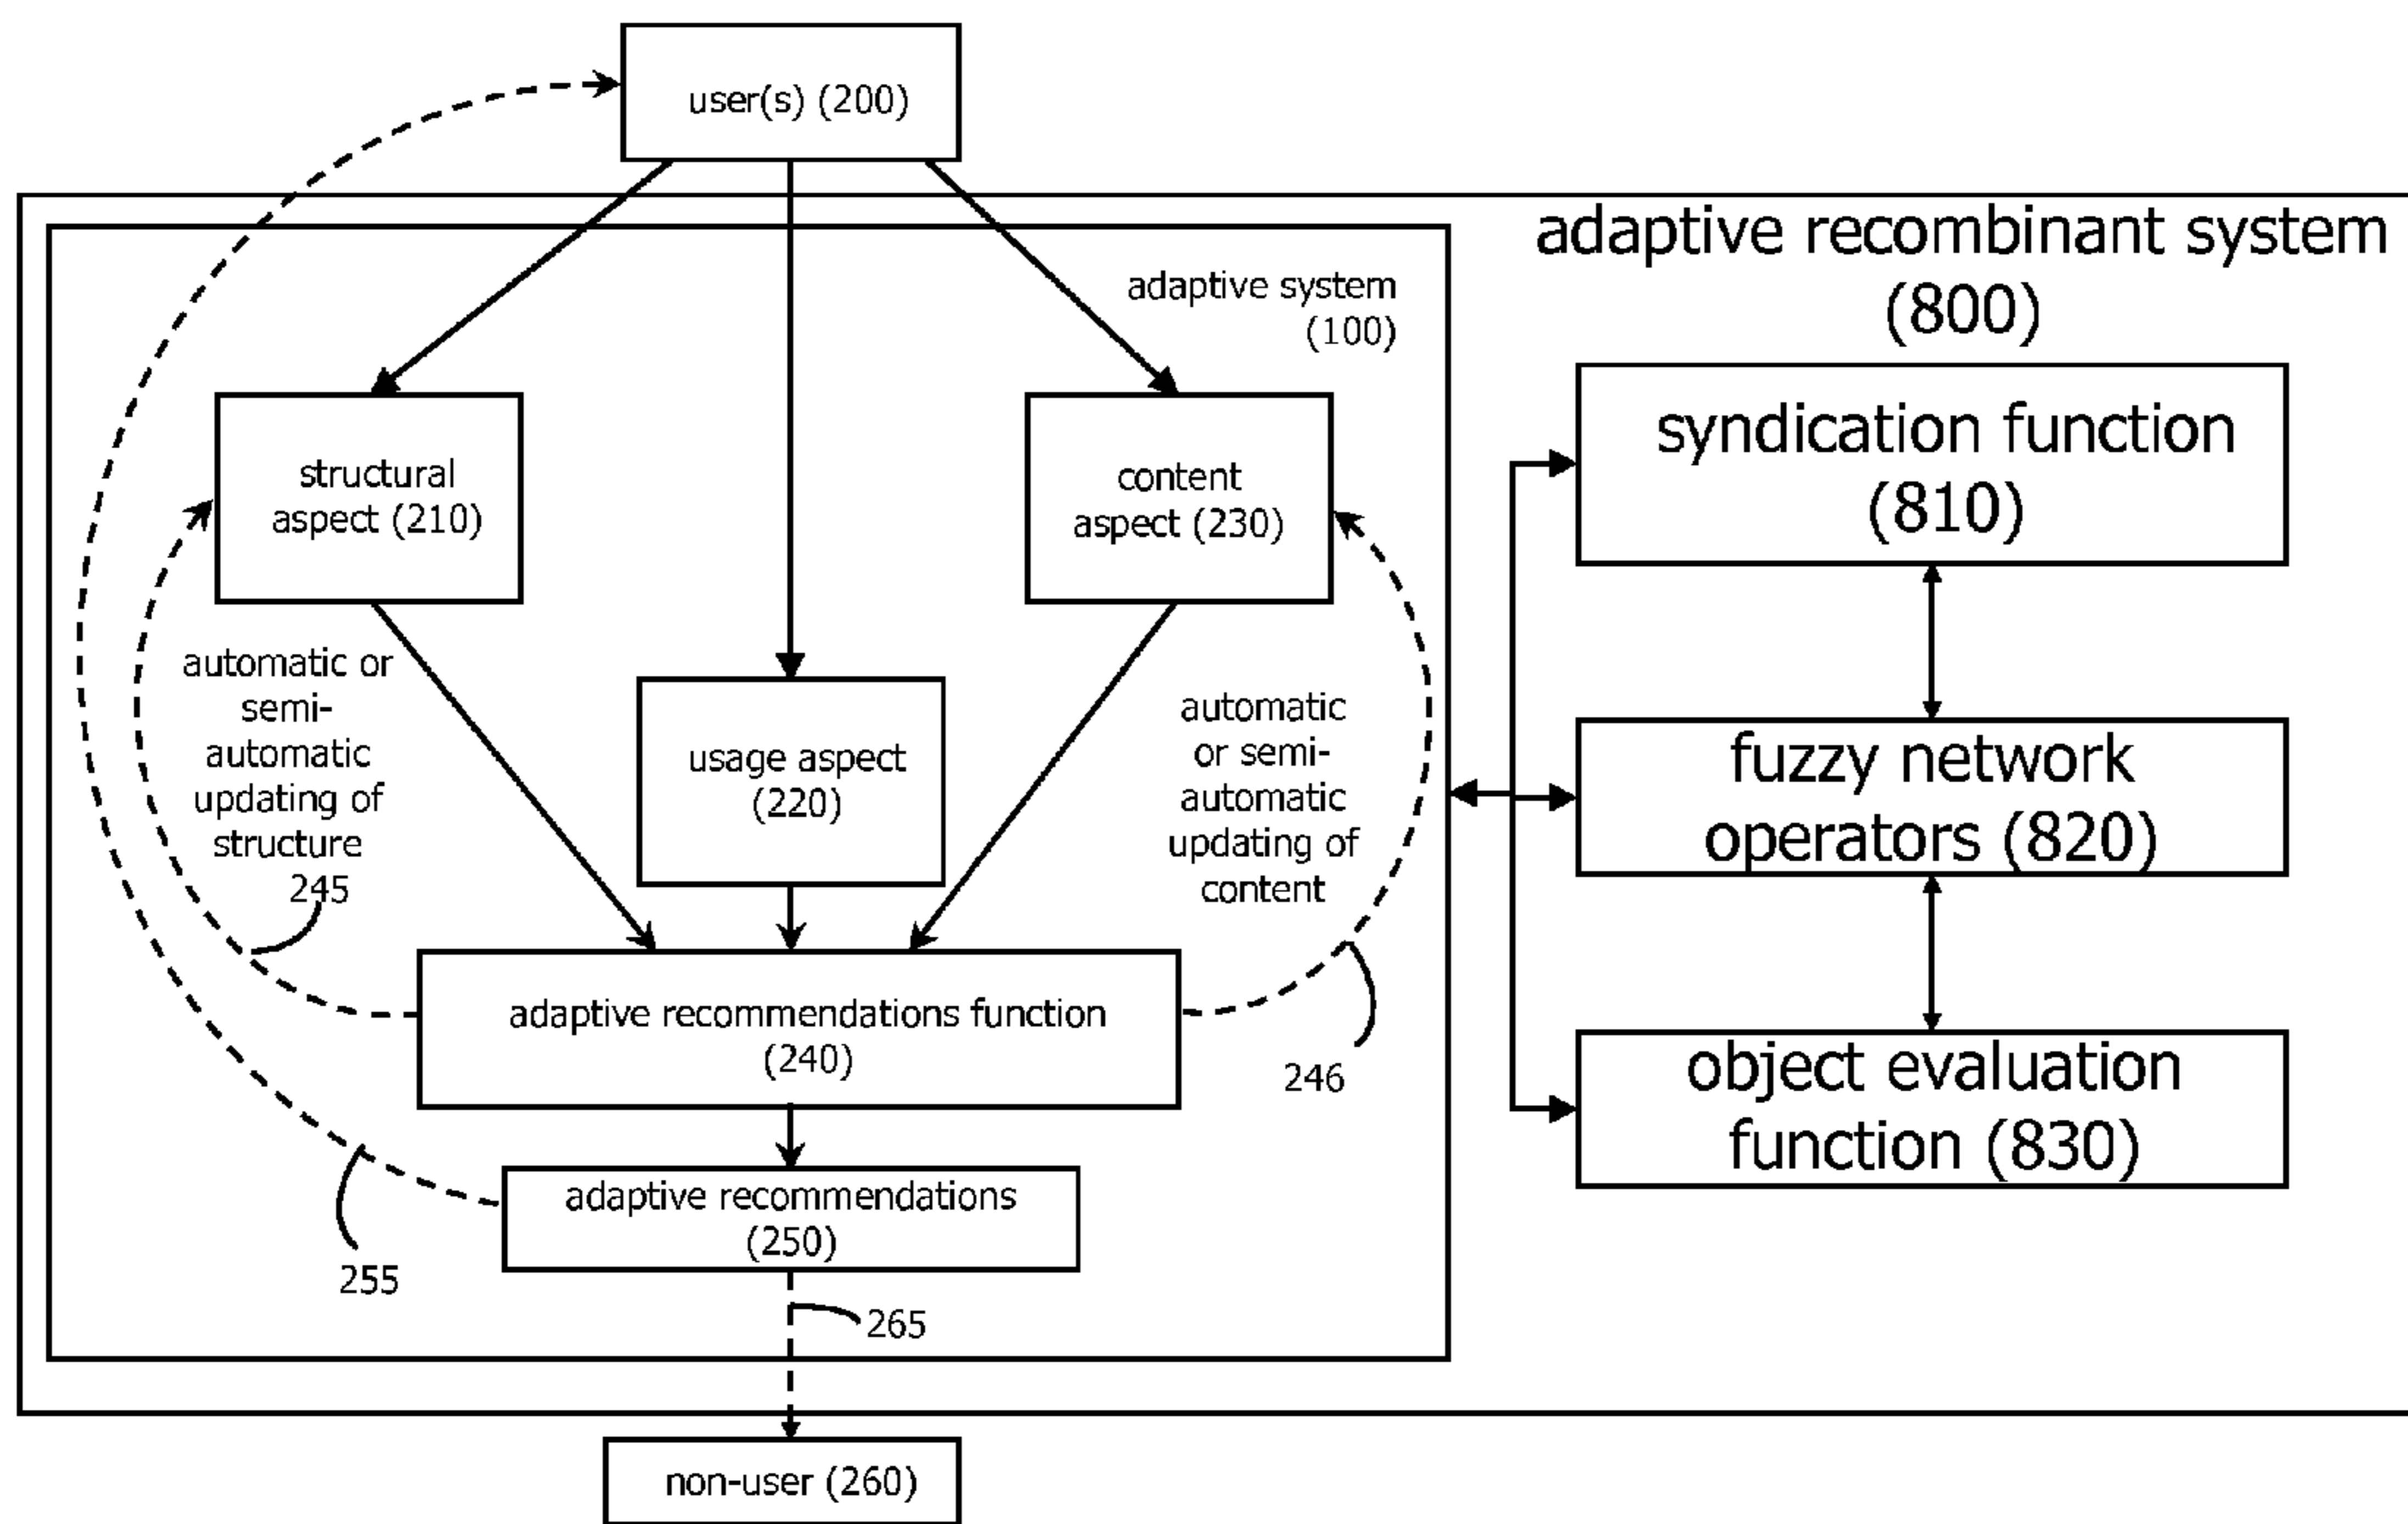 user(s) (200)
adaptive recombinant system
(800)
adaptive system
(100)
structural
aspect (210)
content
aspect (230)
syndication function
(810)
automatic or
semi-
automatic
updating of
structure
245
usage aspect
(220)
automatic
or semi-
automatic
updating of
content
fuzzy network
operators (820)
adaptive recommendations function
(240)
246
object evaluation
function (830)
adaptive recommendations
(250)
255
265
non-user (260)